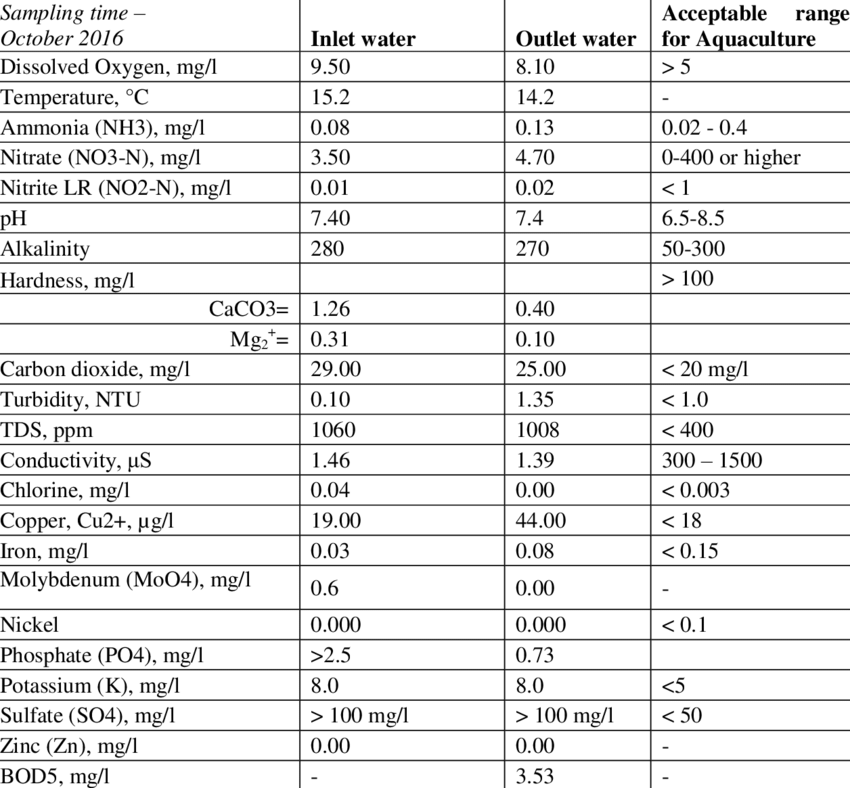 Sampling time –
October 2016 Inlet water Outlet water Acceptable range for Aquaculture
Dissolved Oxygen, mg/l 9.50 8.10 > 5
Temperature, °C 15.2 14.2 -
Ammonia (NH3), mg/l 0.08 0.13 0.02 - 0.4
Nitrate (NO3-N), mg/l 3.50 4.70 0-400 or higher
Nitrite LR (NO2-N), mg/l 0.01 0.02 < 1
pH 7.40 7.4 6.5-8.5
Alkalinity 280 270 50-300
Hardness, mg/l > 100
CaCO3= 1.26 0.40
Mg₂⁺= 0.31 0.10
Carbon dioxide, mg/l 29.00 25.00 < 20 mg/l
Turbidity, NTU 0.10 1.35 < 1.0
TDS, ppm 1060 1008 < 400
Conductivity, µS 1.46 1.39 300 – 1500
Chlorine, mg/l 0.04 0.00 < 0.003
Copper, Cu2+, µg/l 19.00 44.00 < 18
Iron, mg/l 0.03 0.08 < 0.15
Molybdenum (MoO4), mg/l 0.6 0.00 -
Nickel 0.000 0.000 < 0.1
Phosphate (PO4), mg/l >2.5 0.73
Potassium (K), mg/l 8.0 8.0 <5
Sulfate (SO4), mg/l > 100 mg/l > 100 mg/l < 50
Zinc (Zn), mg/l 0.00 0.00 -
BOD5, mg/l - 3.53 -